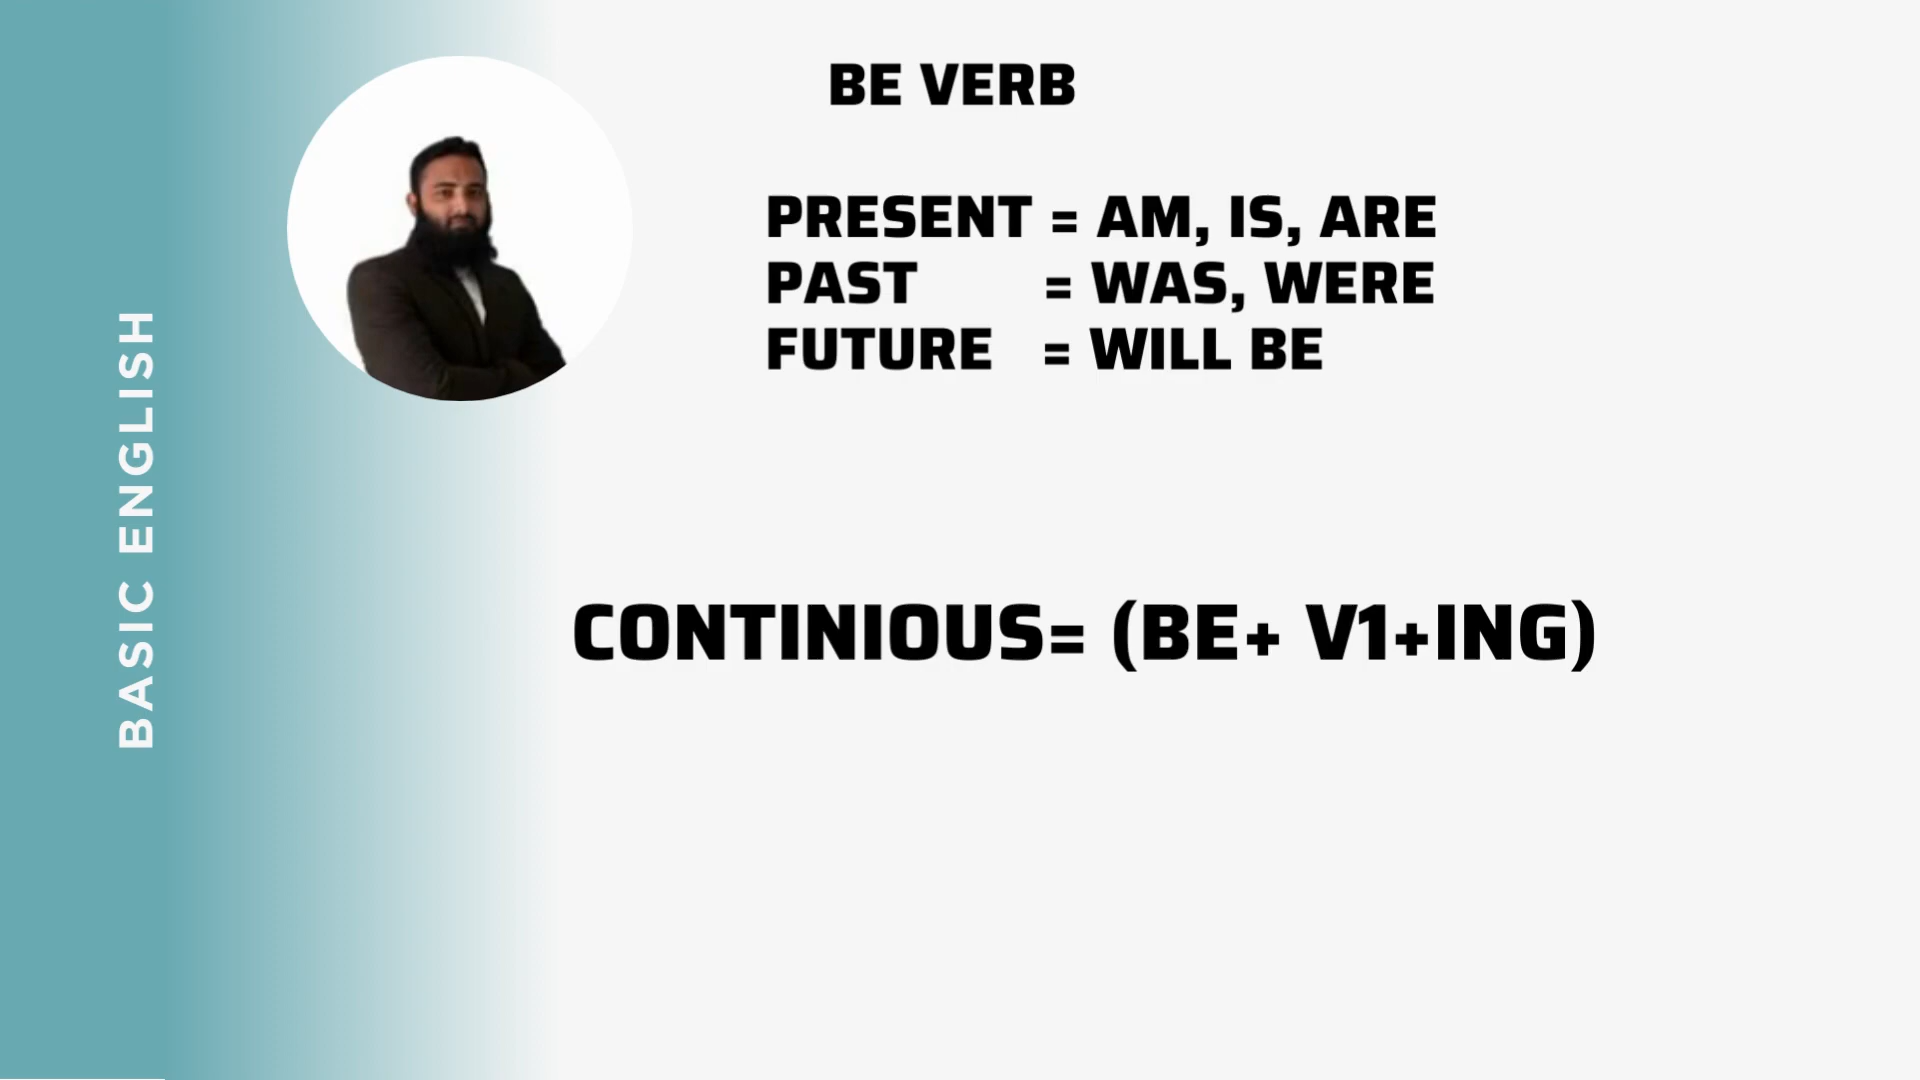 BASIC ENGLISH
BE VERB
PRESENT = AM, IS, ARE
PAST = WAS, WERE
FUTURE = WILL BE
CONTINIOUS= (BE+ V1+ING)